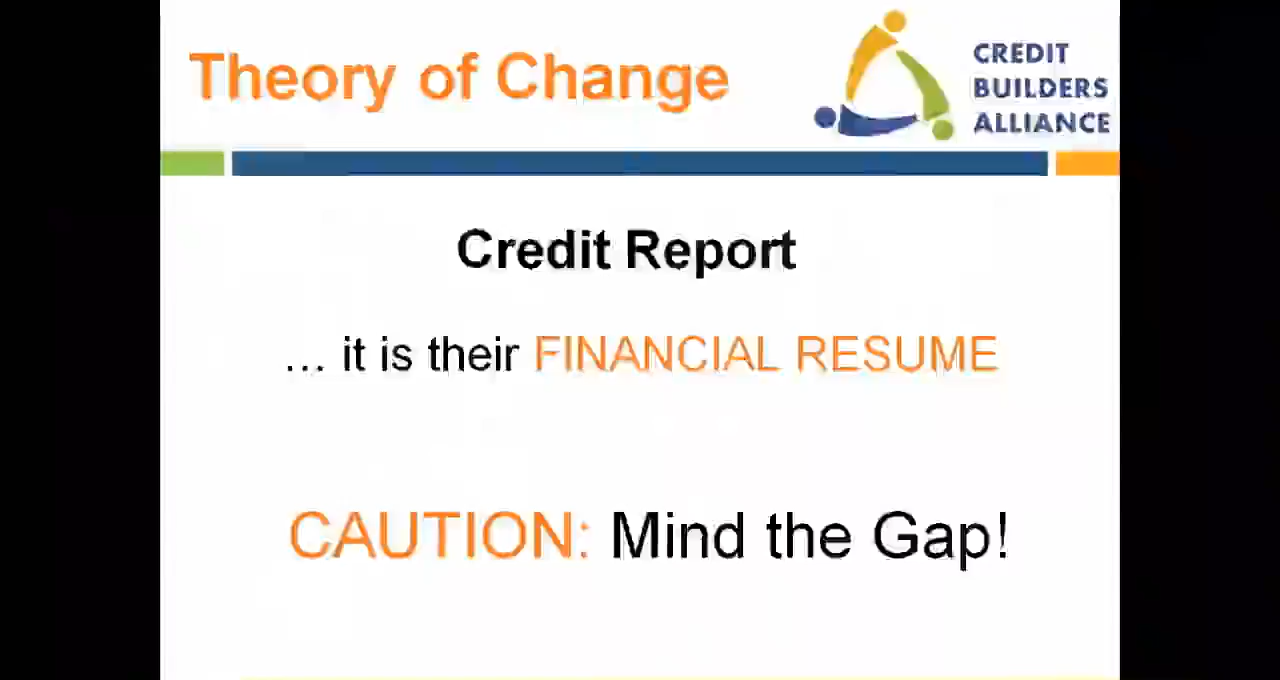 Theory of Change
CREDIT
BUILDERS
ALLIANCE
Credit Report
... it is their FINANCIAL RESUME
CAUTION: Mind the Gap!